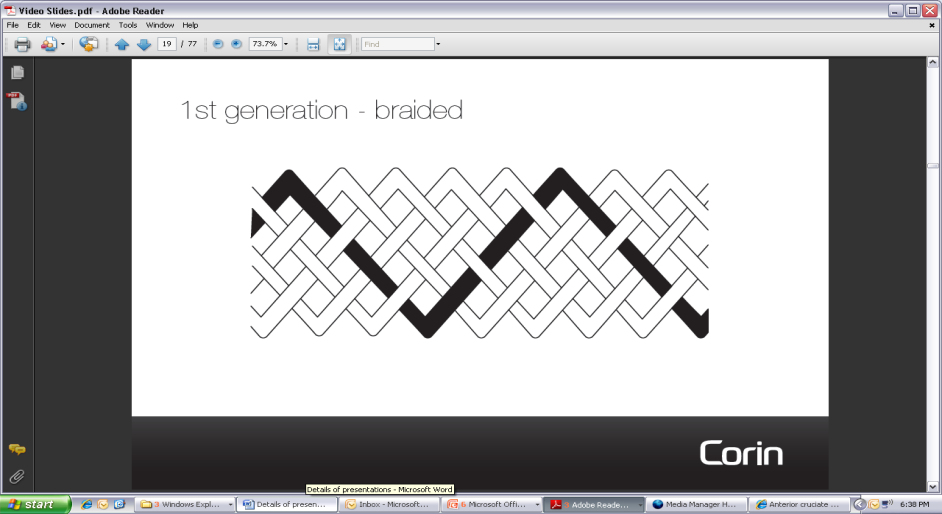 Video Slides.pdf - Adobe Reader
File Edit View Document Tools Window Help
19 / 77 73.7% Find
1st generation - braided
Corin
Details of presentations - Microsoft Word
start 3 Windows Expl... Details of presen... Inbox - Microsoft... 6 Microsoft Offi... 3 Adobe Reade... Media Manager H... Anterior cruciate ... 6:38 PM